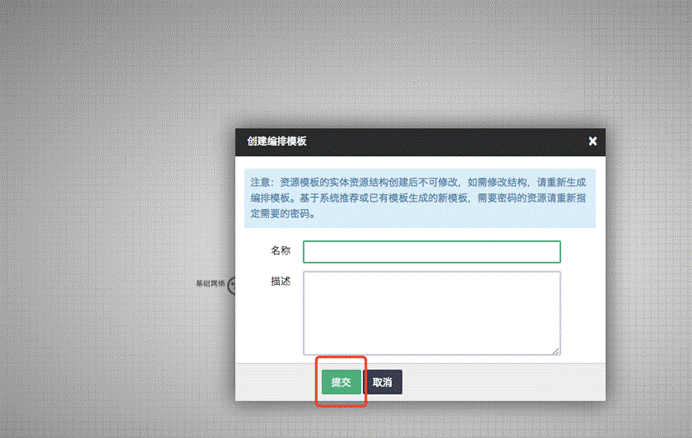 创建编排模板
注意：资源模板的实体资源结构创建后不可修改，如需修改结构，请重新生成
编排模板。基于系统推荐或已有模板生成的新模板，需要密码的资源请重新指
定需要的密码。
名称
描述
基础网络
提交 取消